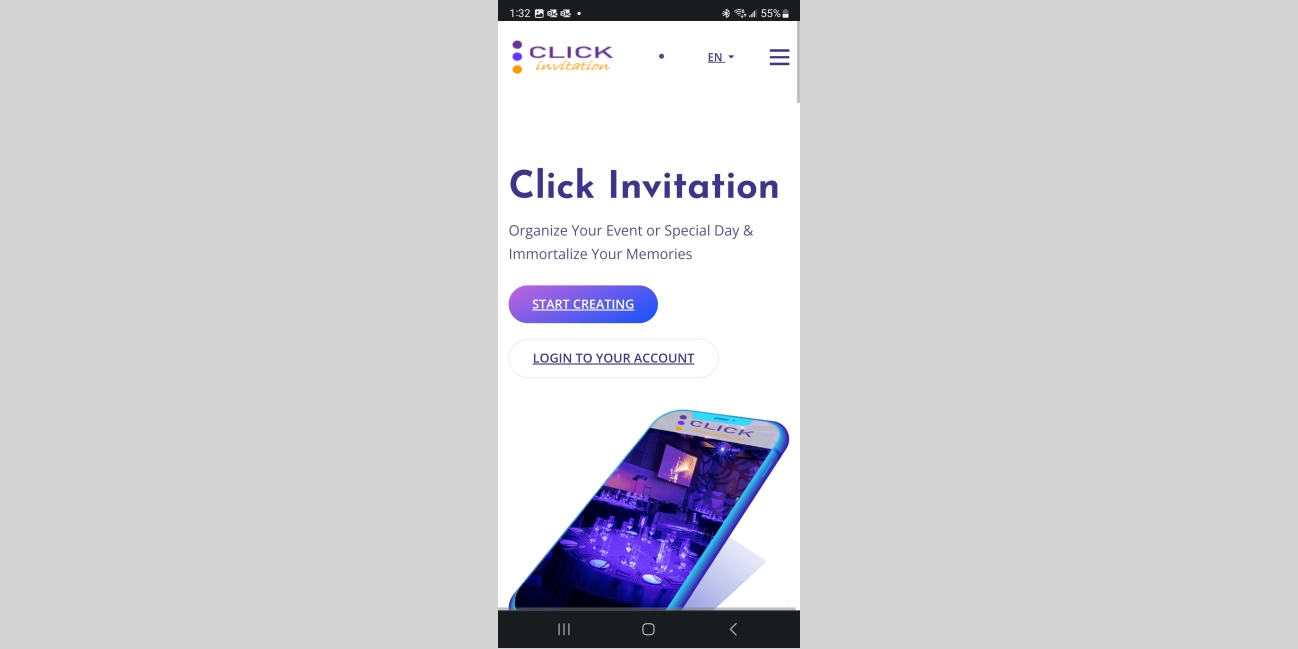 1:32
55%
CLICK
invitation
EN
Click Invitation
Organize Your Event or Special Day &
Immortalize Your Memories
START CREATING
LOGIN TO YOUR ACCOUNT
CLICK